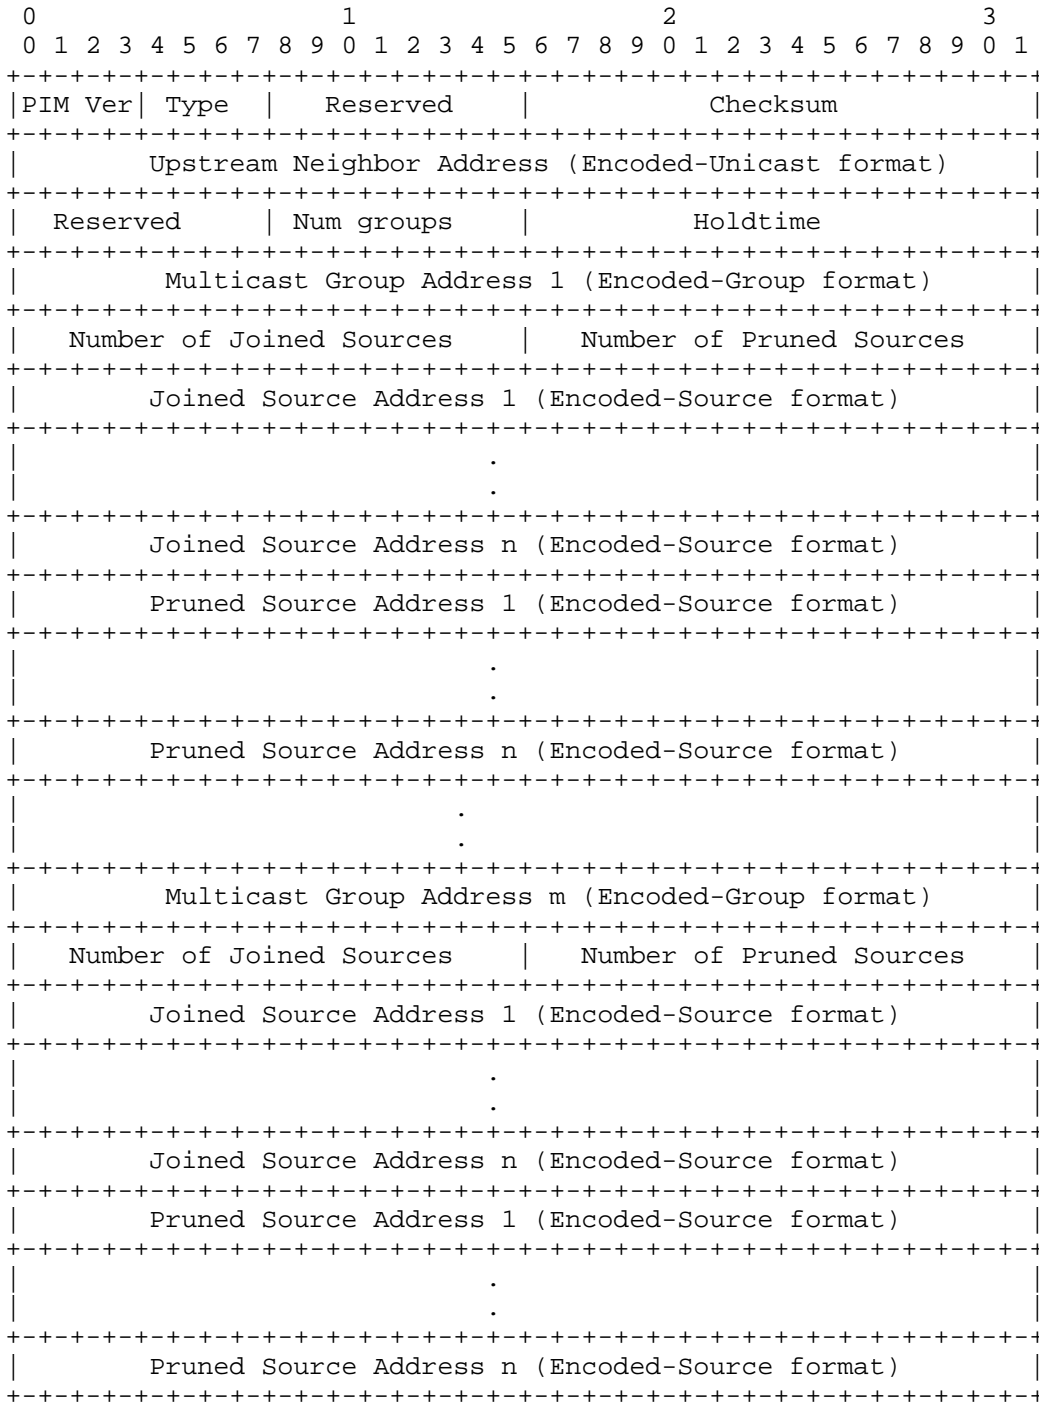 0                   1                   2                   3
 0 1 2 3 4 5 6 7 8 9 0 1 2 3 4 5 6 7 8 9 0 1 2 3 4 5 6 7 8 9 0 1
+-+-+-+-+-+-+-+-+-+-+-+-+-+-+-+-+-+-+-+-+-+-+-+-+-+-+-+-+-+-+-+-+
|PIM Ver| Type  |   Reserved    |           Checksum            |
+-+-+-+-+-+-+-+-+-+-+-+-+-+-+-+-+-+-+-+-+-+-+-+-+-+-+-+-+-+-+-+-+
|        Upstream Neighbor Address (Encoded-Unicast format)     |
+-+-+-+-+-+-+-+-+-+-+-+-+-+-+-+-+-+-+-+-+-+-+-+-+-+-+-+-+-+-+-+-+
|  Reserved     | Num groups    |          Holdtime             |
+-+-+-+-+-+-+-+-+-+-+-+-+-+-+-+-+-+-+-+-+-+-+-+-+-+-+-+-+-+-+-+-+
|         Multicast Group Address 1 (Encoded-Group format)      |
+-+-+-+-+-+-+-+-+-+-+-+-+-+-+-+-+-+-+-+-+-+-+-+-+-+-+-+-+-+-+-+-+
|   Number of Joined Sources    |   Number of Pruned Sources    |
+-+-+-+-+-+-+-+-+-+-+-+-+-+-+-+-+-+-+-+-+-+-+-+-+-+-+-+-+-+-+-+-+
|        Joined Source Address 1 (Encoded-Source format)        |
+-+-+-+-+-+-+-+-+-+-+-+-+-+-+-+-+-+-+-+-+-+-+-+-+-+-+-+-+-+-+-+-+
|                             .                                 |
|                             .                                 |
+-+-+-+-+-+-+-+-+-+-+-+-+-+-+-+-+-+-+-+-+-+-+-+-+-+-+-+-+-+-+-+-+
|        Joined Source Address n (Encoded-Source format)        |
+-+-+-+-+-+-+-+-+-+-+-+-+-+-+-+-+-+-+-+-+-+-+-+-+-+-+-+-+-+-+-+-+
|        Pruned Source Address 1 (Encoded-Source format)        |
+-+-+-+-+-+-+-+-+-+-+-+-+-+-+-+-+-+-+-+-+-+-+-+-+-+-+-+-+-+-+-+-+
|                             .                                 |
|                             .                                 |
+-+-+-+-+-+-+-+-+-+-+-+-+-+-+-+-+-+-+-+-+-+-+-+-+-+-+-+-+-+-+-+-+
|        Pruned Source Address n (Encoded-Source format)        |
+-+-+-+-+-+-+-+-+-+-+-+-+-+-+-+-+-+-+-+-+-+-+-+-+-+-+-+-+-+-+-+-+
|                           .                                   |
|                           .                                   |
+-+-+-+-+-+-+-+-+-+-+-+-+-+-+-+-+-+-+-+-+-+-+-+-+-+-+-+-+-+-+-+-+
|         Multicast Group Address m (Encoded-Group format)      |
+-+-+-+-+-+-+-+-+-+-+-+-+-+-+-+-+-+-+-+-+-+-+-+-+-+-+-+-+-+-+-+-+
|   Number of Joined Sources    |   Number of Pruned Sources    |
+-+-+-+-+-+-+-+-+-+-+-+-+-+-+-+-+-+-+-+-+-+-+-+-+-+-+-+-+-+-+-+-+
|        Joined Source Address 1 (Encoded-Source format)        |
+-+-+-+-+-+-+-+-+-+-+-+-+-+-+-+-+-+-+-+-+-+-+-+-+-+-+-+-+-+-+-+-+
|                             .                                 |
|                             .                                 |
+-+-+-+-+-+-+-+-+-+-+-+-+-+-+-+-+-+-+-+-+-+-+-+-+-+-+-+-+-+-+-+-+
|        Joined Source Address n (Encoded-Source format)        |
+-+-+-+-+-+-+-+-+-+-+-+-+-+-+-+-+-+-+-+-+-+-+-+-+-+-+-+-+-+-+-+-+
|        Pruned Source Address 1 (Encoded-Source format)        |
+-+-+-+-+-+-+-+-+-+-+-+-+-+-+-+-+-+-+-+-+-+-+-+-+-+-+-+-+-+-+-+-+
|                             .                                 |
|                             .                                 |
+-+-+-+-+-+-+-+-+-+-+-+-+-+-+-+-+-+-+-+-+-+-+-+-+-+-+-+-+-+-+-+-+
|        Pruned Source Address n (Encoded-Source format)        |
+-+-+-+-+-+-+-+-+-+-+-+-+-+-+-+-+-+-+-+-+-+-+-+-+-+-+-+-+-+-+-+-+